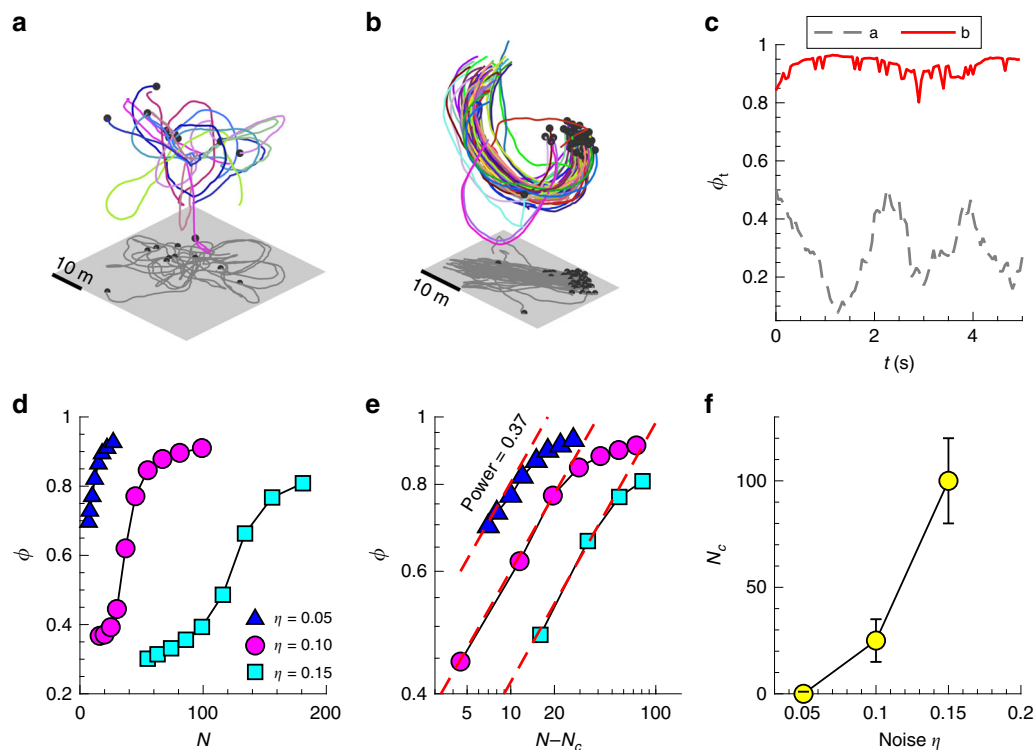 a
b
c
a
b
10 m
10 m
1
0.8
0.6
0.4
0.2
ϕt
0
2
4
t (s)
d
e
f
1
0.8
0.6
0.4
0.2
ϕ
0
100
200
N
η = 0.05
η = 0.10
η = 0.15
1
0.8
0.6
0.4
ϕ
Power = 0.37
5
10
20
100
N–Nc
100
50
0
Nc
0.05
0.1
0.15
0.2
Noise η